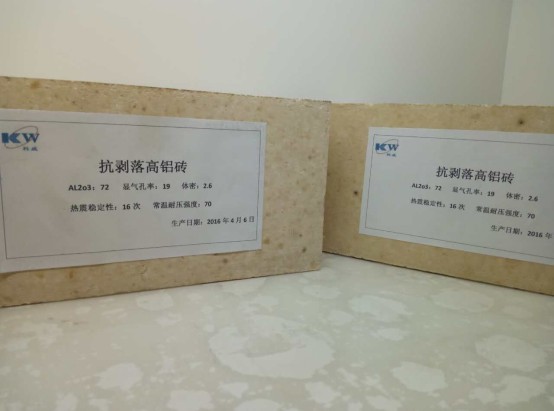 KW
科威
抗剥落高铝砖
AL2o3：72 显气孔率：19 体密：2.6
热震稳定性：16 次 常温耐压强度：70
生产日期：2016 年 4 月 6 日
KW
科威
抗剥落高铝砖
AL2o3：72 显气孔率：19 体密：2.6
热震稳定性：16 次 常温耐压强度：70
生产日期：2016 年